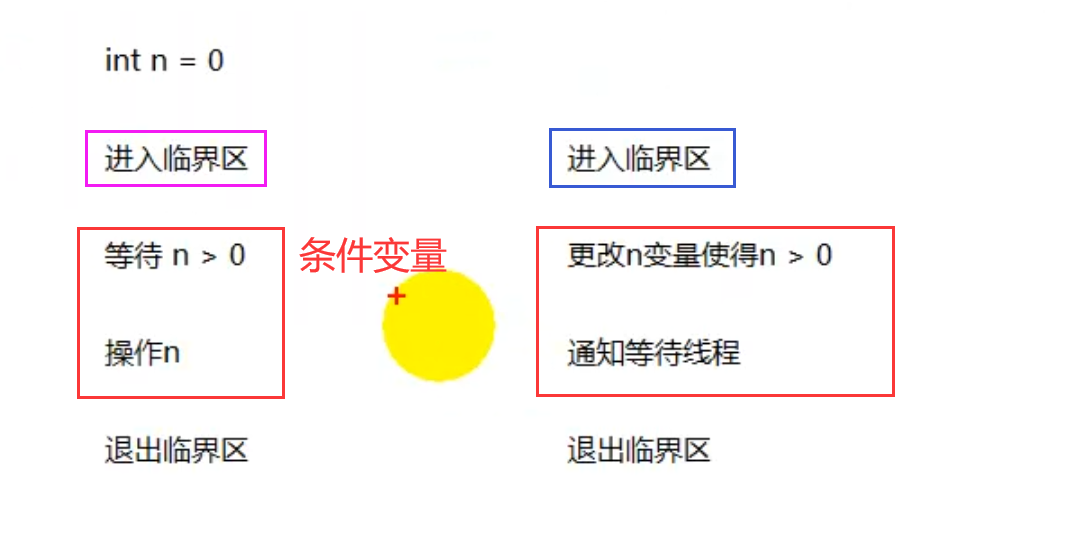 int n = 0
进入临界区
进入临界区
等待 n > 0
条件变量
更改n变量使得n > 0
操作n
通知等待线程
退出临界区
退出临界区